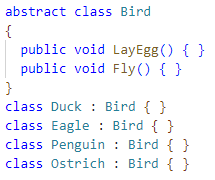 abstract class Bird
{
  public void LayEgg() { }
  public void Fly() { }
}
class Duck : Bird { }
class Eagle : Bird { }
class Penguin : Bird { }
class Ostrich : Bird { }